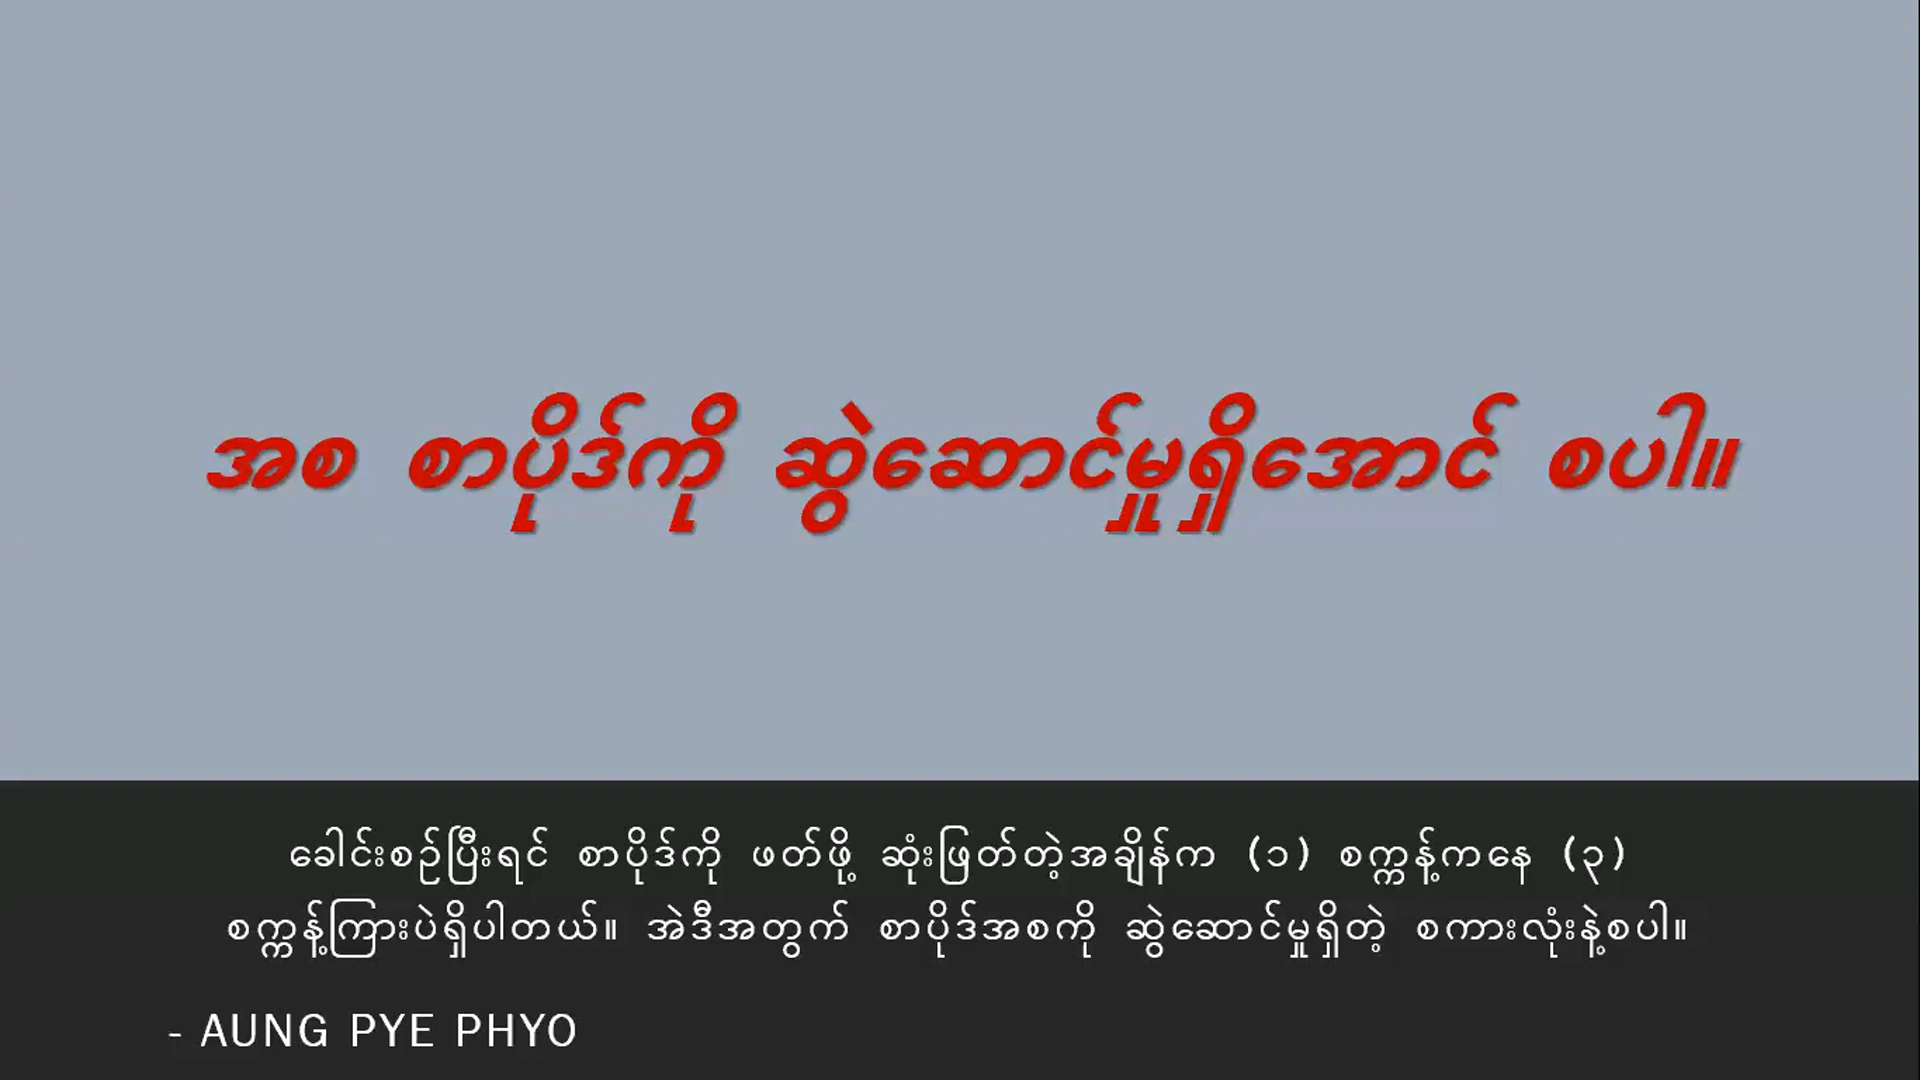 အစ စာပိုဒ်ကို ဆွဲဆောင်မှုရှိအောင် စပါ။
ခေါင်းစဉ်ပြီးရင် စာပိုဒ်ကို ဖတ်ဖို့ ဆုံးဖြတ်တဲ့အချိန်က (၁) စက္ကန့်ကနေ (၃)
စက္ကန့်ကြားပဲရှိပါတယ်။ အဲဒီအတွက် စာပိုဒ်အစကို ဆွဲဆောင်မှုရှိတဲ့ စကားလုံးနဲ့စပါ။
- AUNG PYE PHYO